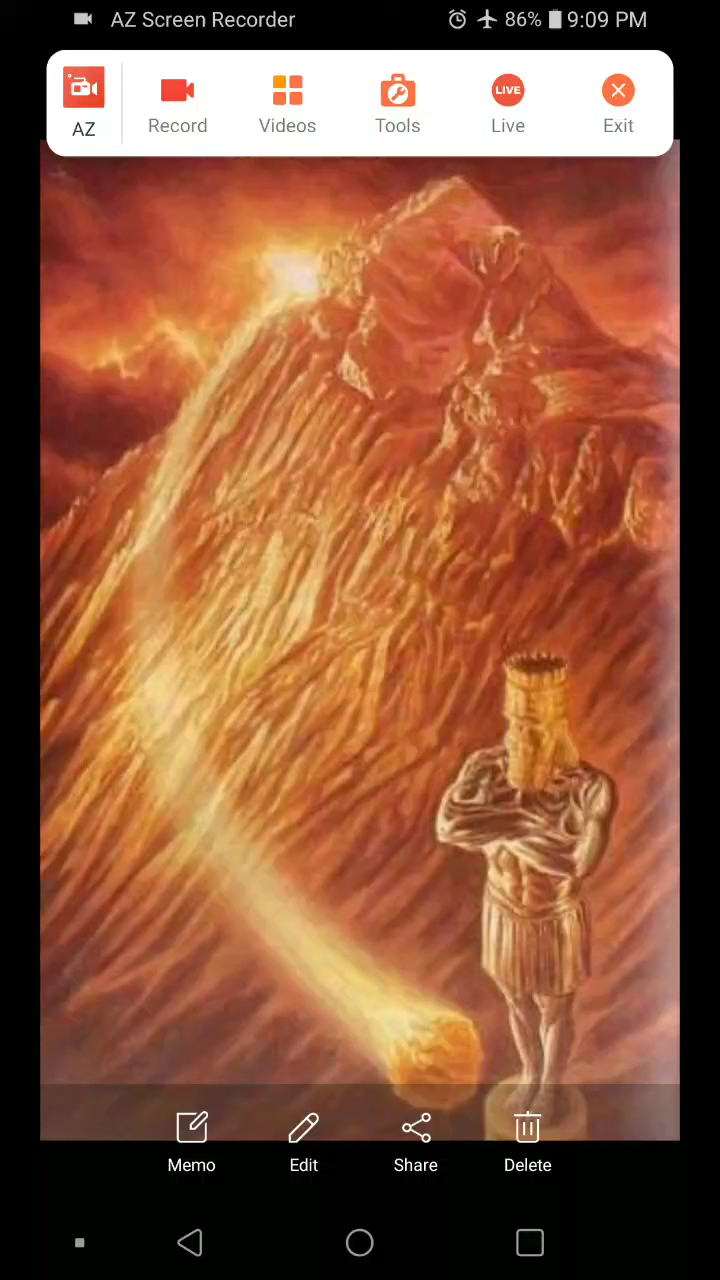 AZ Screen Recorder 86% 9:09 PM
AZ Record Videos Tools LIVE Live Exit
Memo Edit Share Delete